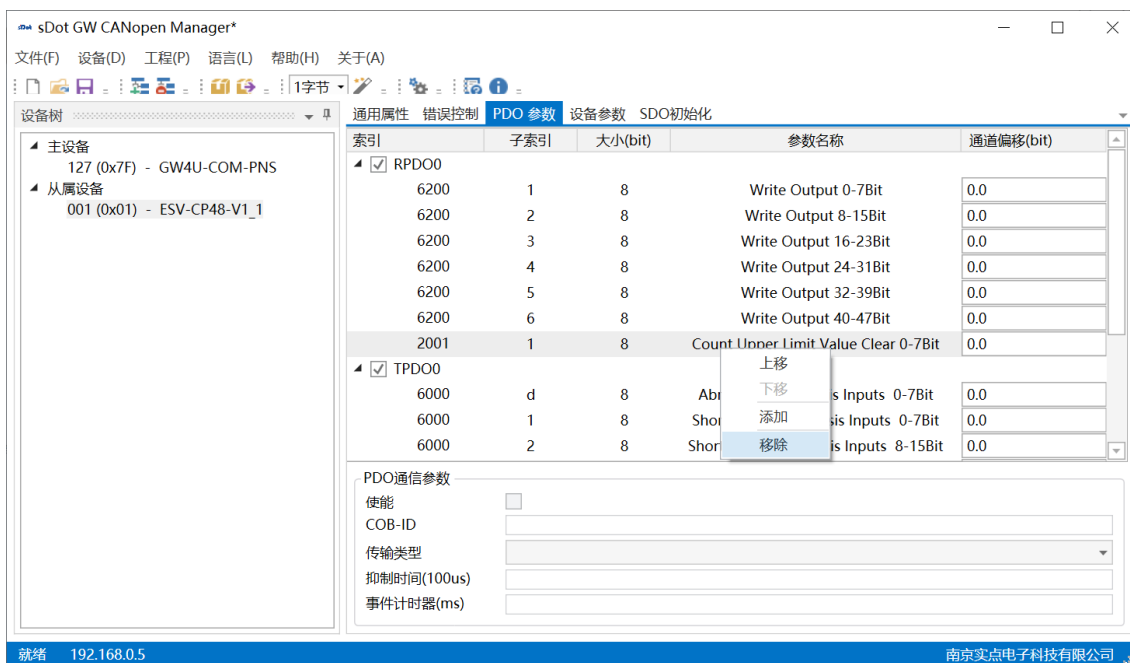 sDot GW CANopen Manager*
文件(F) 设备(D) 工程(P) 语言(L) 帮助(H) 关于(A)
1字节
设备树
通用属性 错误控制 PDO 参数 设备参数 SDO初始化
主设备
127 (0x7F) - GW4U-COM-PNS
从属设备
001 (0x01) - ESV-CP48-V1_1
索引 子索引 大小(bit) 参数名称 通道偏移(bit)
RPDO0
6200 1 8 Write Output 0-7Bit 0.0
6200 2 8 Write Output 8-15Bit 0.0
6200 3 8 Write Output 16-23Bit 0.0
6200 4 8 Write Output 24-31Bit 0.0
6200 5 8 Write Output 32-39Bit 0.0
6200 6 8 Write Output 40-47Bit 0.0
2001 1 8 Count Upper Limit Value Clear 0-7Bit 0.0
TPDO0
6000 d 8 Inputs 0-7Bit 0.0
6000 1 8 Inputs 0-7Bit 0.0
6000 2 8 Inputs 8-15Bit 0.0
上移
下移
添加
移除
PDO通信参数
使能
COB-ID
传输类型
抑制时间(100us)
事件计时器(ms)
就绪 192.168.0.5 南京实点电子科技有限公司